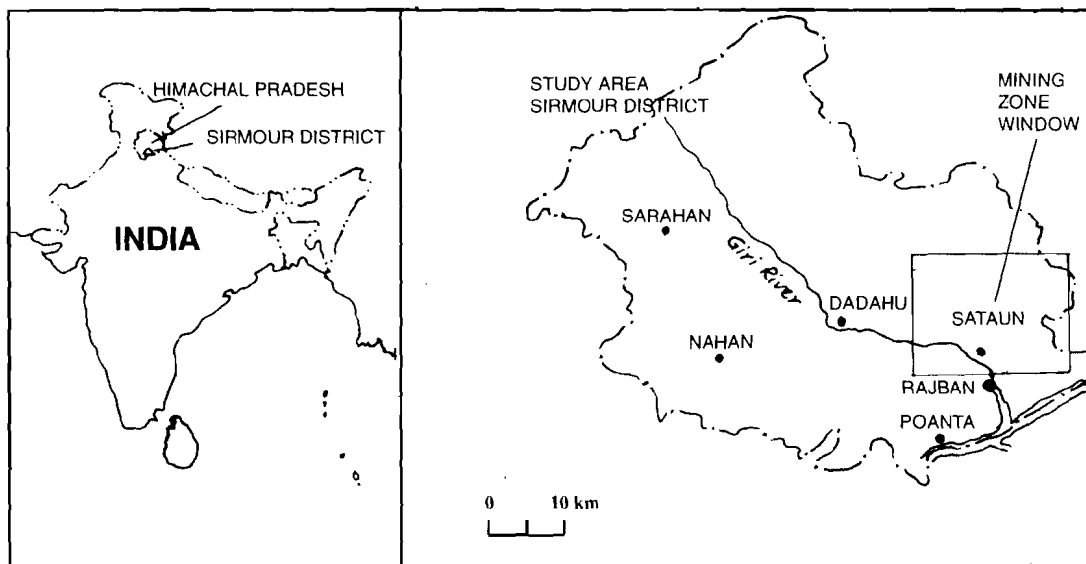 HIMACHAL PRADESH
SIRMOUR DISTRICT
INDIA
STUDY AREA
SIRMOUR DISTRICT
MINING
ZONE
WINDOW
SARAHAN
Giri River
DADAHU
SATAUN
NAHAN
RAJBAN
POANTA
0 10 km